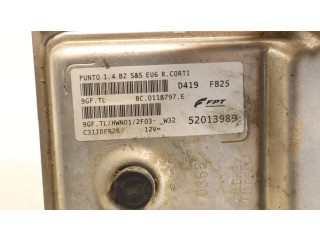 PUNTO 1.4 BZ S&S EU6 R.CORTI
D419 FB25
9GF.TL BC.0118797.E
FPT
9GF.TL/HWN01/2F03-_W32 52013989
12V=